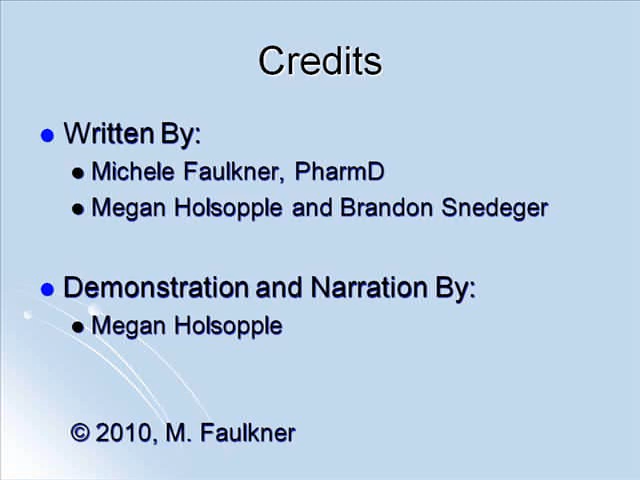 Credits
Written By:
Michele Faulkner, PharmD
Megan Holsopple and Brandon Snedeger
Demonstration and Narration By:
Megan Holsopple
© 2010, M. Faulkner